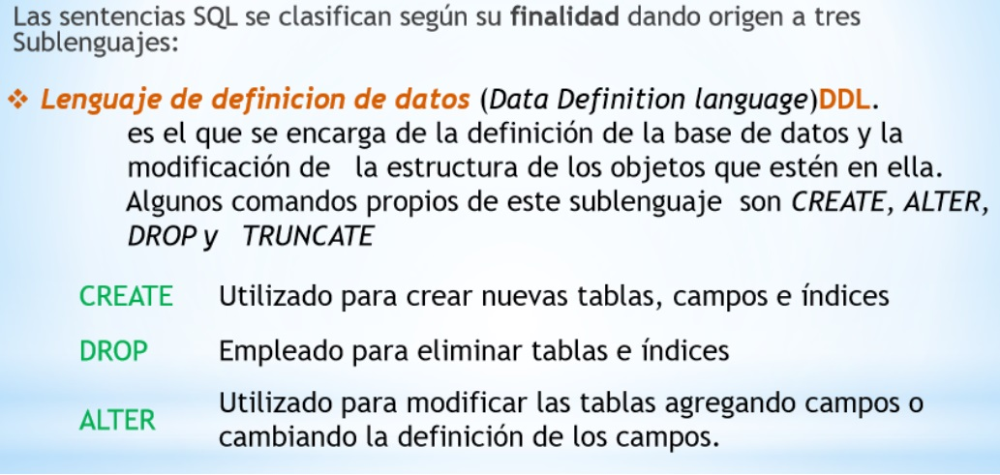 Las sentencias SQL se clasifican según su finalidad dando origen a tres
Sublenguajes:
❖ Lenguaje de definicion de datos (Data Definition language)DDL.
es el que se encarga de la definición de la base de datos y la
modificación de la estructura de los objetos que estén en ella.
Algunos comandos propios de este sublenguaje son CREATE, ALTER,
DROP y TRUNCATE
CREATE Utilizado para crear nuevas tablas, campos e índices
DROP Empleado para eliminar tablas e índices
ALTER Utilizado para modificar las tablas agregando campos o
cambiando la definición de los campos.